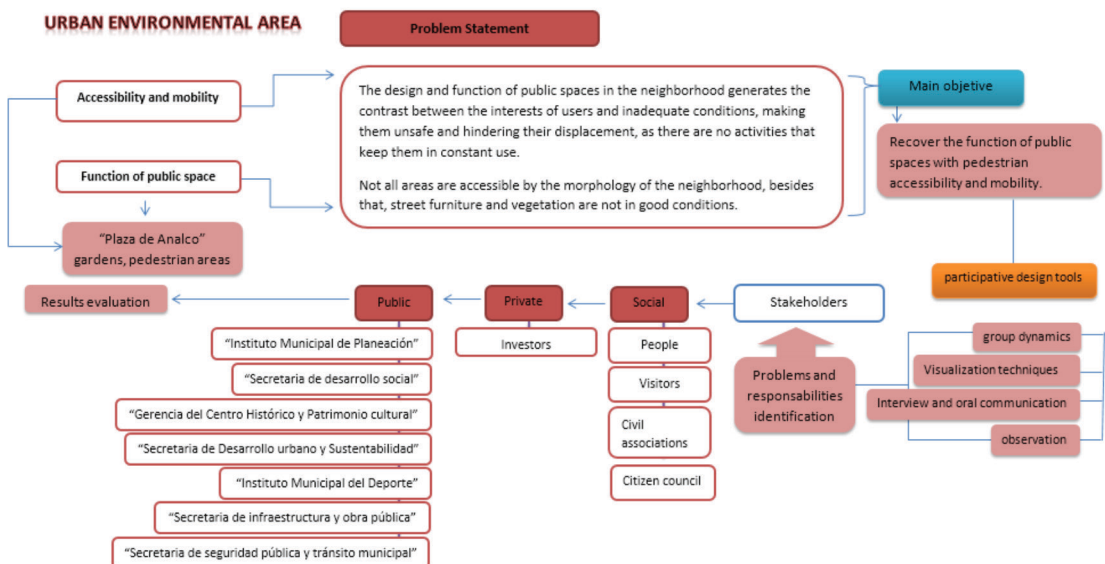 URBAN ENVIRONMENTAL AREA
Problem Statement
Accessibility and mobility
Function of public space
"Plaza de Analco"
gardens, pedestrian areas
The design and function of public spaces in the neighborhood generates the
contrast between the interests of users and inadequate conditions, making
them unsafe and hindering their displacement, as there are no activities that
keep them in constant use.
Not all areas are accessible by the morphology of the neighborhood, besides
that, street furniture and vegetation are not in good conditions.
Main objetive
Recover the function of public
spaces with pedestrian
accessibility and mobility.
participative design tools
group dynamics
Visualization techniques
Interview and oral communication
observation
Problems and
responsabilities
identification
Stakeholders
Social
People
Visitors
Civil
associations
Citizen council
Private
Investors
Public
"Instituto Municipal de Planeación"
"Secretaria de desarrollo social"
"Gerencia del Centro Histórico y Patrimonio cultural"
"Secretaria de Desarrollo urbano y Sustentabilidad"
"Instituto Municipal del Deporte"
"Secretaria de infraestructura y obra pública"
"Secretaria de seguridad pública y tránsito municipal"
Results evaluation